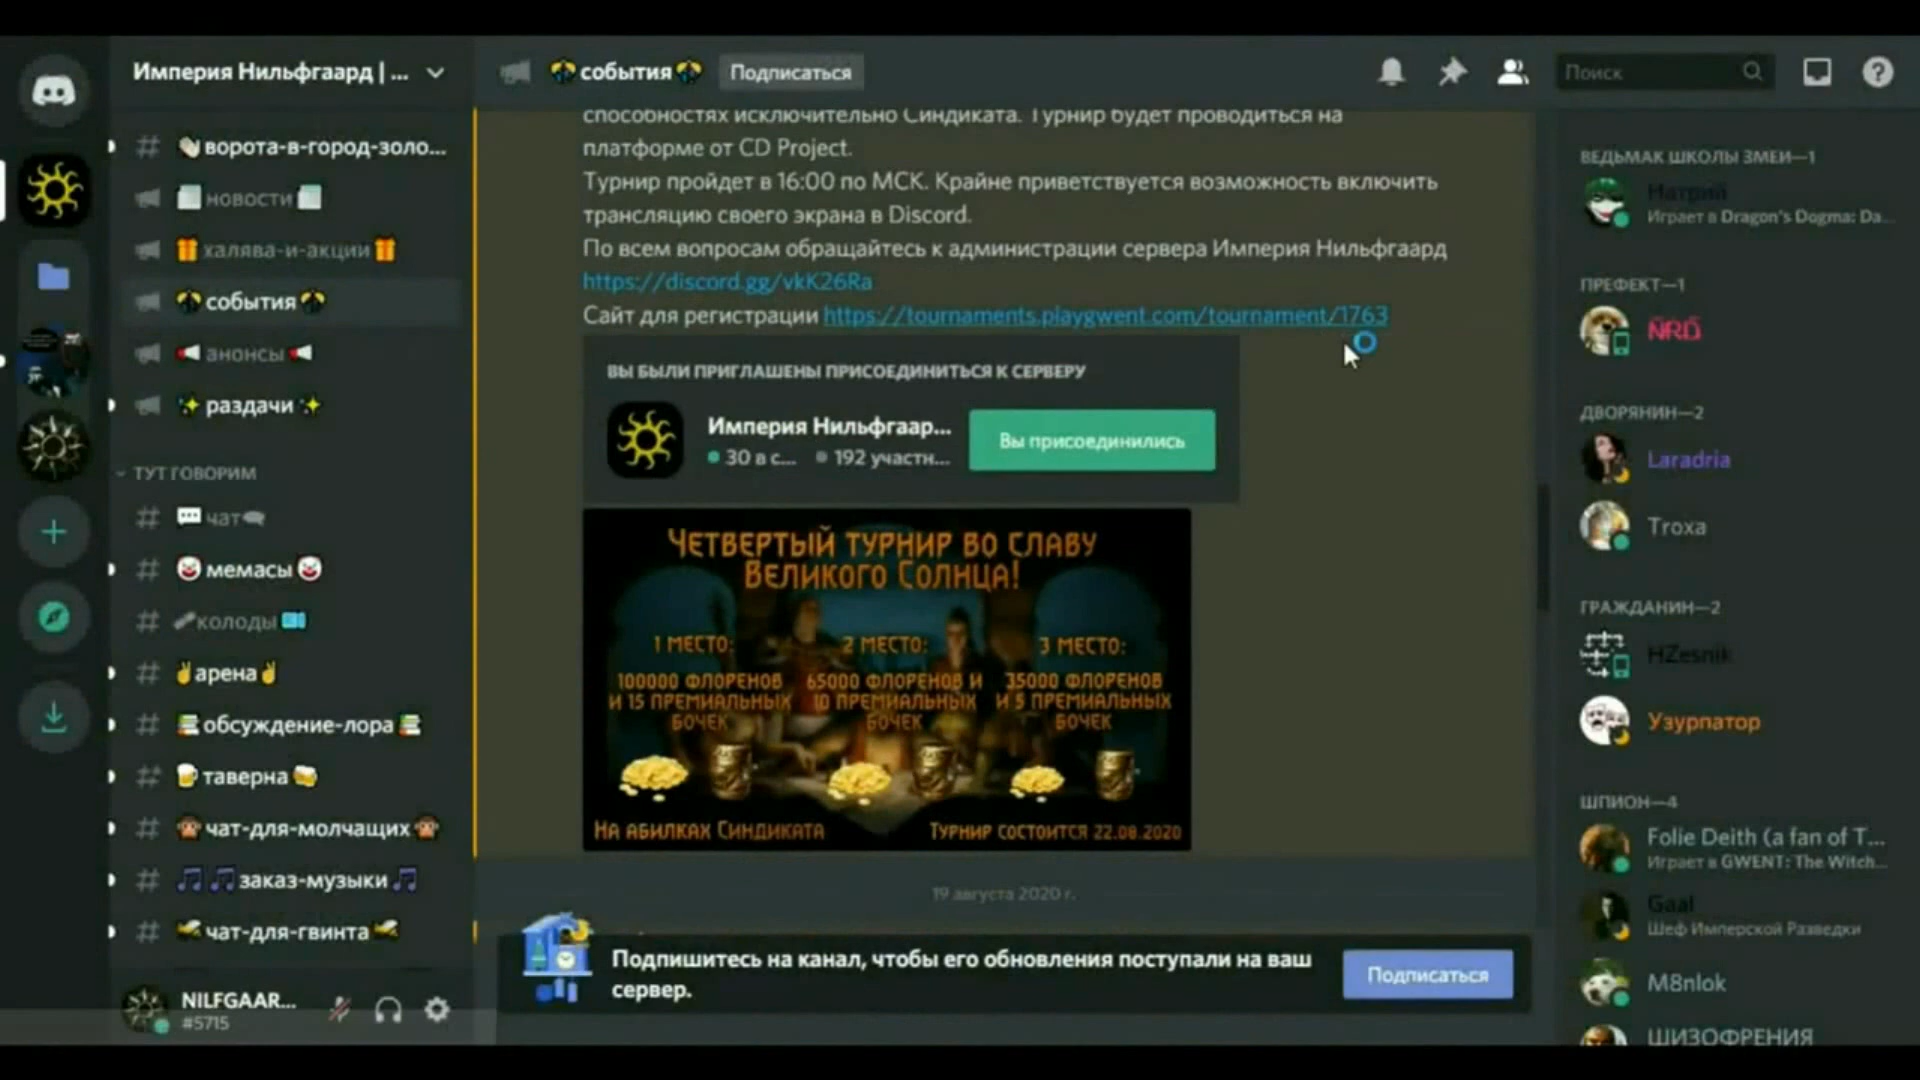 Империя Нильфгаард | ...
ворота-в-город-золо...
новости
халява-и-акции
события
анонсы
раздачи
ТУТ ГОВОРИМ
чат
мемасы
колоды
арена
обсуждение-лора
таверна
чат-для-молчащих
заказ-музыки
чат-для-гвинта
NILFGAAR...
#5715
события
Подписаться
Поиск
способностях исключительно Синдиката. Турнир будет проводиться на
платформе от CD Project.
Турнир пройдет в 16:00 по МСК. Крайне приветствуется возможность включить
трансляцию своего экрана в Discord.
По всем вопросам обращайтесь к администрации сервера Империя Нильфгаард
https://discord.gg/vkK26Ra
Сайт для регистрации https://tournaments.playgwent.com/tournament/1763
ВЫ БЫЛИ ПРИГЛАШЕНЫ ПРИСОЕДИНИТЬСЯ К СЕРВЕРУ
Империя Нильфгаар...
30 в с... 192 участн...
Вы присоединились
Четвертый турнир во славу
Великого Солнца!
1 место:
100000 флоренов
и 15 премиальных
бочек
2 место:
65000 флоренов и
10 премиальных
бочек
3 место:
35000 флоренов
и 5 премиальных
бочек
На абилках Синдиката
Турнир состоится 22.08.2020
19 августа 2020 г.
Подпишитесь на канал, чтобы его обновления поступали на ваш
сервер.
Подписаться
ВЕДЬМАК ШКОЛЫ ЗМЕИ—1
Натрий
Играет в Dragon's Dogma: Da...
ПРЕФЕКТ—1
NRD
ДВОРЯНИН—2
Laradria
Troxa
ГРАЖДАНИН—2
HZesnik
Узурпатор
ШПИОН—4
Folie Deith (a fan of T...
Играет в GWENT: The Witch...
Gaal
Шеф Имперской Разведки
M8nlok
ШИЗОФРЕНИЯ